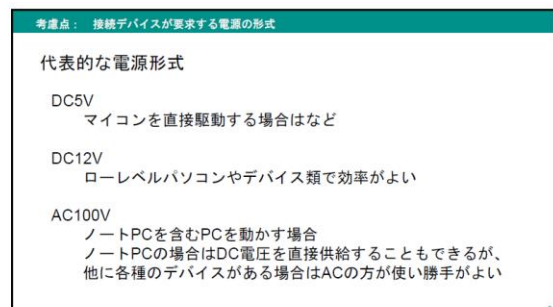 考慮点： 接続デバイスが要求する電源の形式
代表的な電源形式
DC5V
マイコンを直接駆動する場合はなど
DC12V
ローレベルパソコンやデバイス類で効率がよい
AC100V
ノートPCを含むPCを動かす場合
ノートPCの場合はDC電圧を直接供給することもできるが、
他に各種のデバイスがある場合はACの方が使い勝手がよい